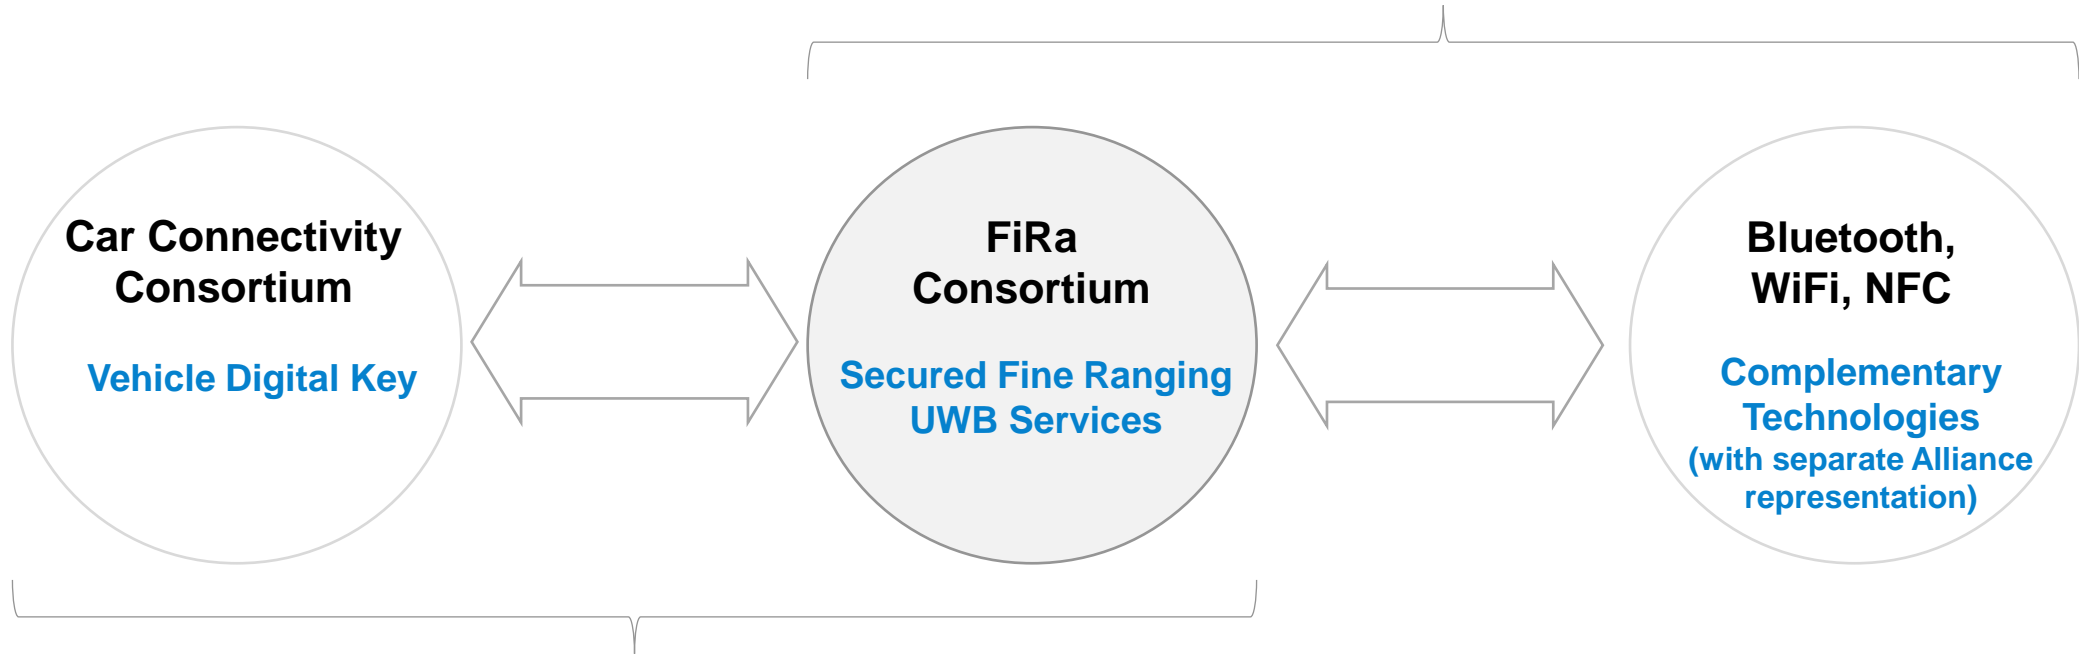 Car Connectivity
Consortium
Vehicle Digital Key
FiRa
Consortium
Secured Fine Ranging
UWB Services
Bluetooth,
WiFi, NFC
Complementary
Technologies
(with separate Alliance
representation)